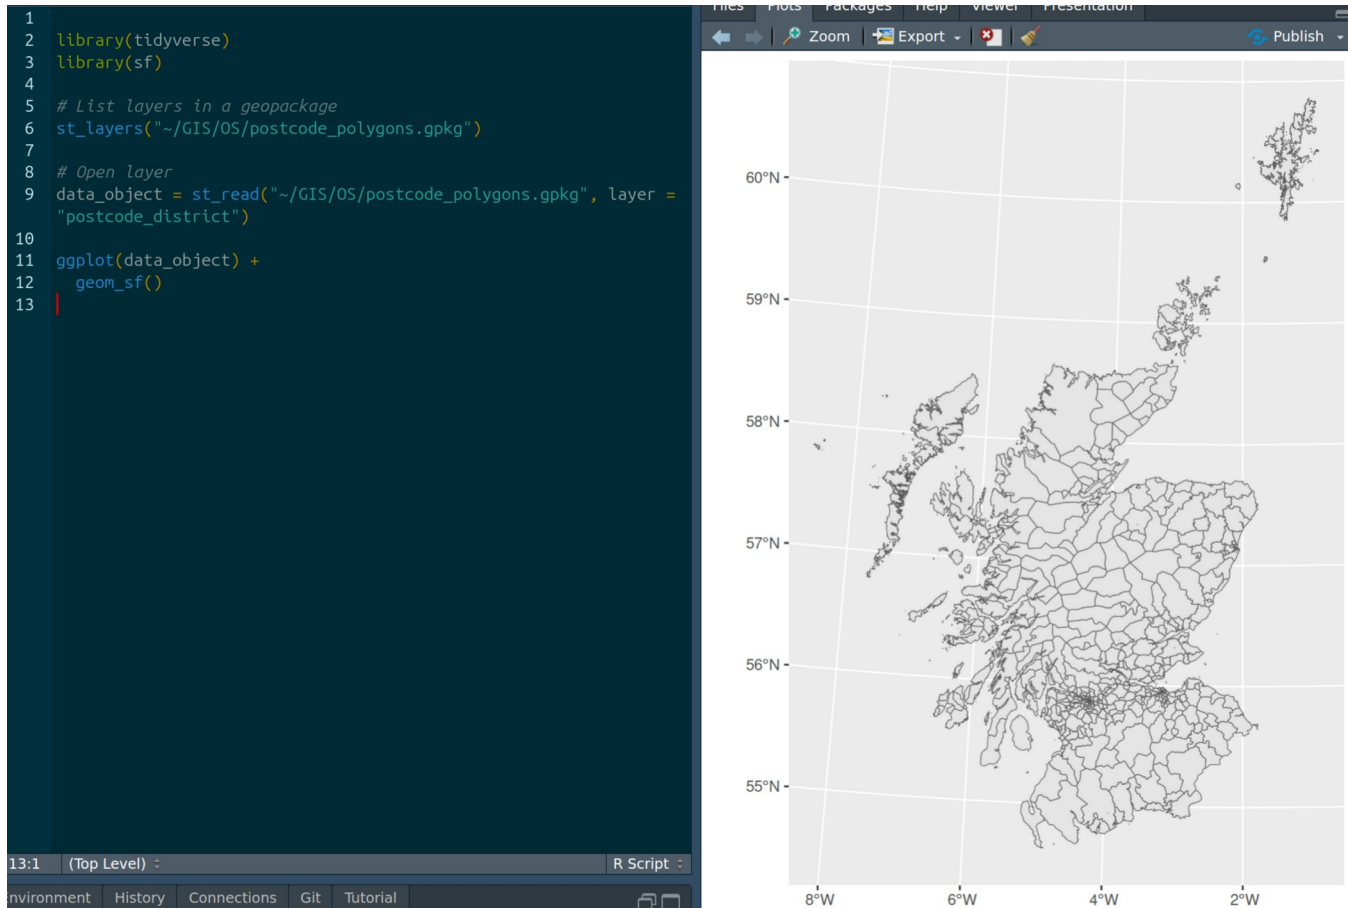 1
2 library(tidyverse)
3 library(sf)
4
5 # List layers in a geopackage
6 st_layers("~/GIS/OS/postcode_polygons.gpkg")
7
8 # Open layer
9 data_object = st_read("~/GIS/OS/postcode_polygons.gpkg", layer =
"postcode_district")
10
11 ggplot(data_object) +
12 geom_sf()
13
13:1 (Top Level) R Script
nvironment History Connections Git Tutorial
Files Plots Packages Help Viewer Presentation
Zoom Export Publish
60°N
59°N
58°N
57°N
56°N
55°N
8°W 6°W 4°W 2°W